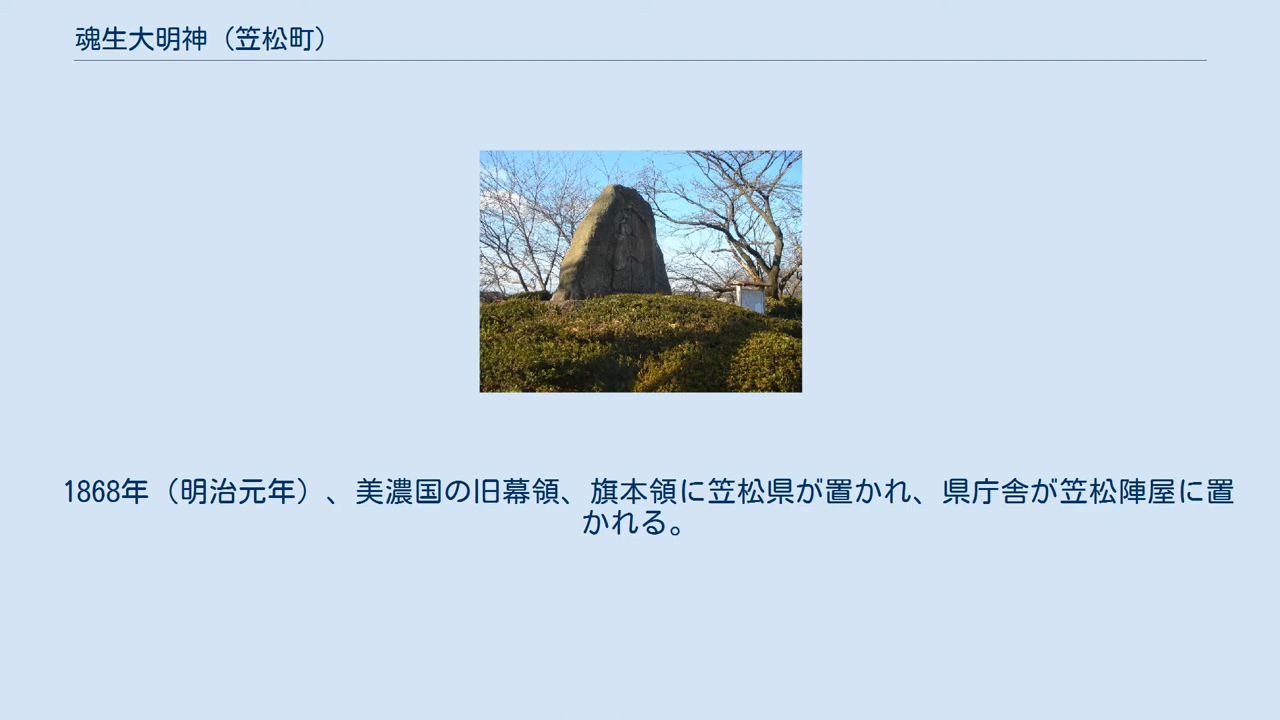 魂生大明神（笠松町）
1868年（明治元年）、美濃国の旧幕領、旗本領に笠松県が置かれ、県庁舎が笠松陣屋に置
かれる。